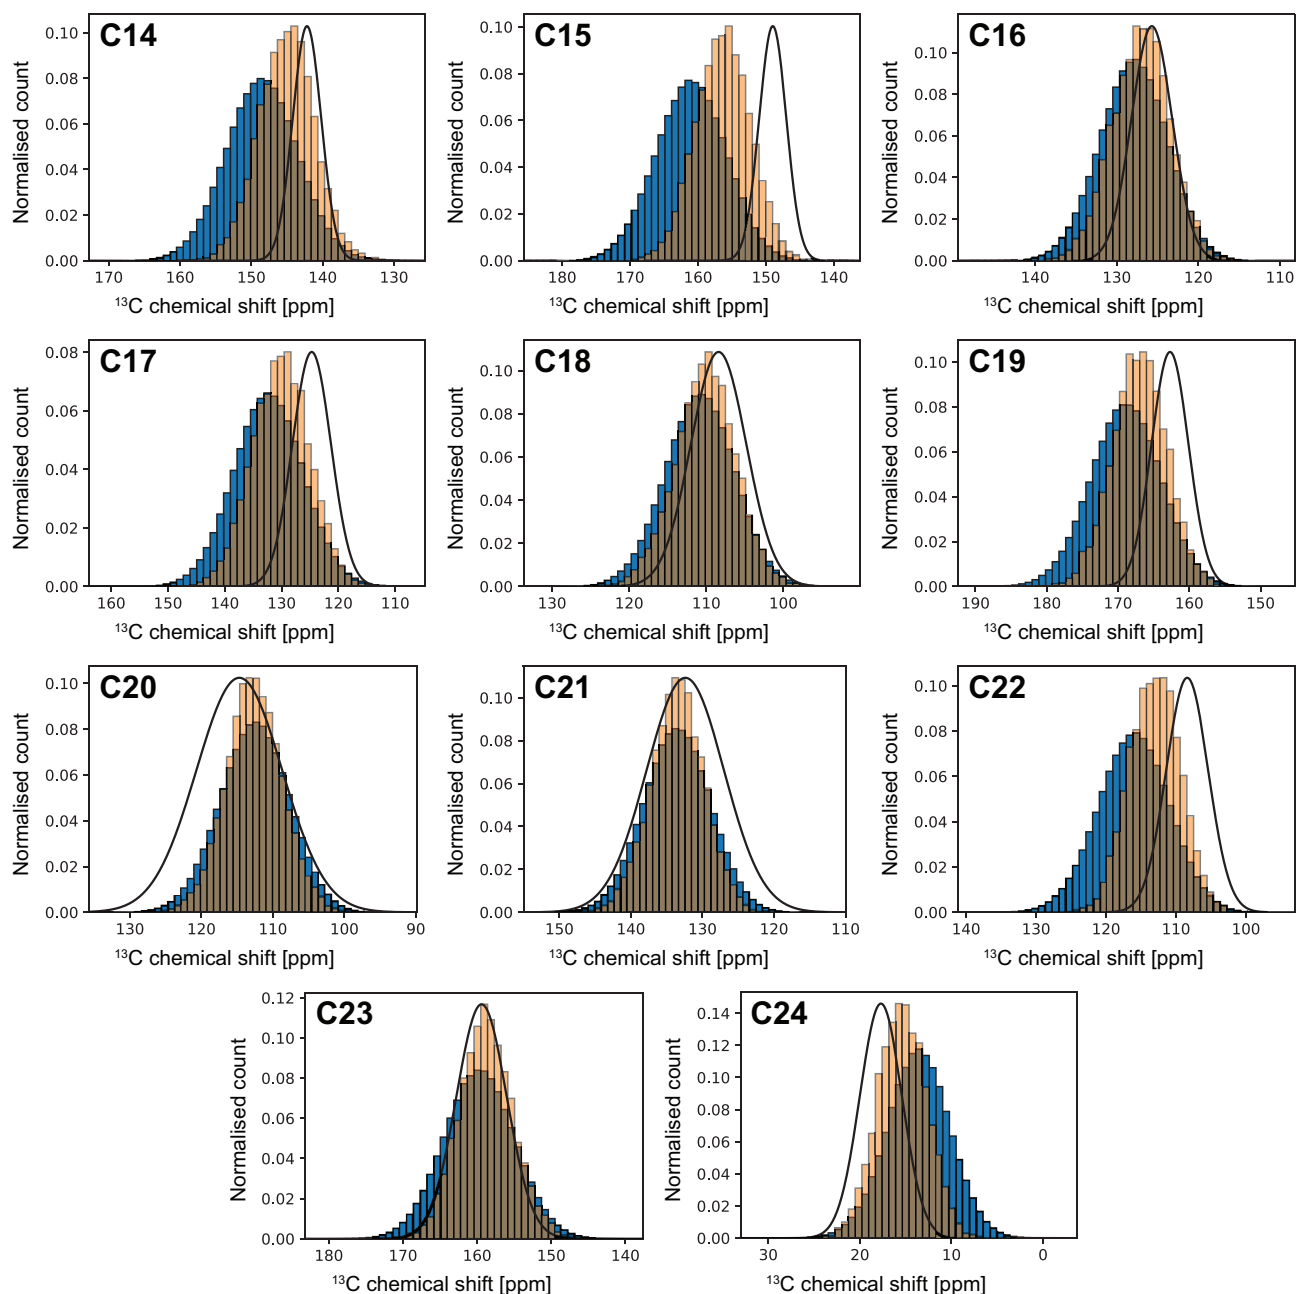 C14
Normalised count
0.10
0.08
0.06
0.04
0.02
0.00
170 160 150 140 130
¹³C chemical shift [ppm]
C15
Normalised count
0.10
0.08
0.06
0.04
0.02
0.00
180 170 160 150 140
¹³C chemical shift [ppm]
C16
Normalised count
0.10
0.08
0.06
0.04
0.02
0.00
140 130 120 110
¹³C chemical shift [ppm]
C17
Normalised count
0.08
0.06
0.04
0.02
0.00
160 150 140 130 120 110
¹³C chemical shift [ppm]
C18
Normalised count
0.10
0.08
0.06
0.04
0.02
0.00
130 120 110 100
¹³C chemical shift [ppm]
C19
Normalised count
0.10
0.08
0.06
0.04
0.02
0.00
190 180 170 160 150
¹³C chemical shift [ppm]
C20
Normalised count
0.10
0.08
0.06
0.04
0.02
0.00
130 120 110 100 90
¹³C chemical shift [ppm]
C21
Normalised count
0.10
0.08
0.06
0.04
0.02
0.00
150 140 130 120 110
¹³C chemical shift [ppm]
C22
Normalised count
0.10
0.08
0.06
0.04
0.02
0.00
140 130 120 110 100
¹³C chemical shift [ppm]
C23
Normalised count
0.12
0.10
0.08
0.06
0.04
0.02
0.00
180 170 160 150 140
¹³C chemical shift [ppm]
C24
Normalised count
0.14
0.12
0.10
0.08
0.06
0.04
0.02
0.00
30 20 10 0
¹³C chemical shift [ppm]